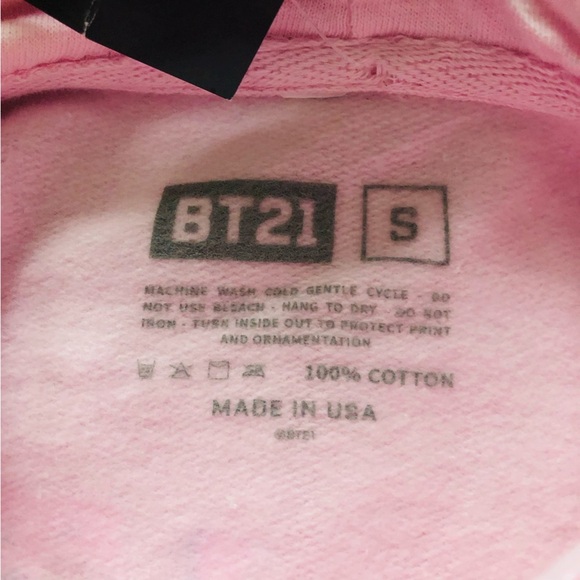 BT21 S
MACHINE WASH COLD GENTLE CYCLE - DO
NOT USE BLEACH - HANG TO DRY - DO NOT
IRON - TURN INSIDE OUT TO PROTECT PRINT
AND ORNAMENTATION
100% COTTON
MADE IN USA
©BT21